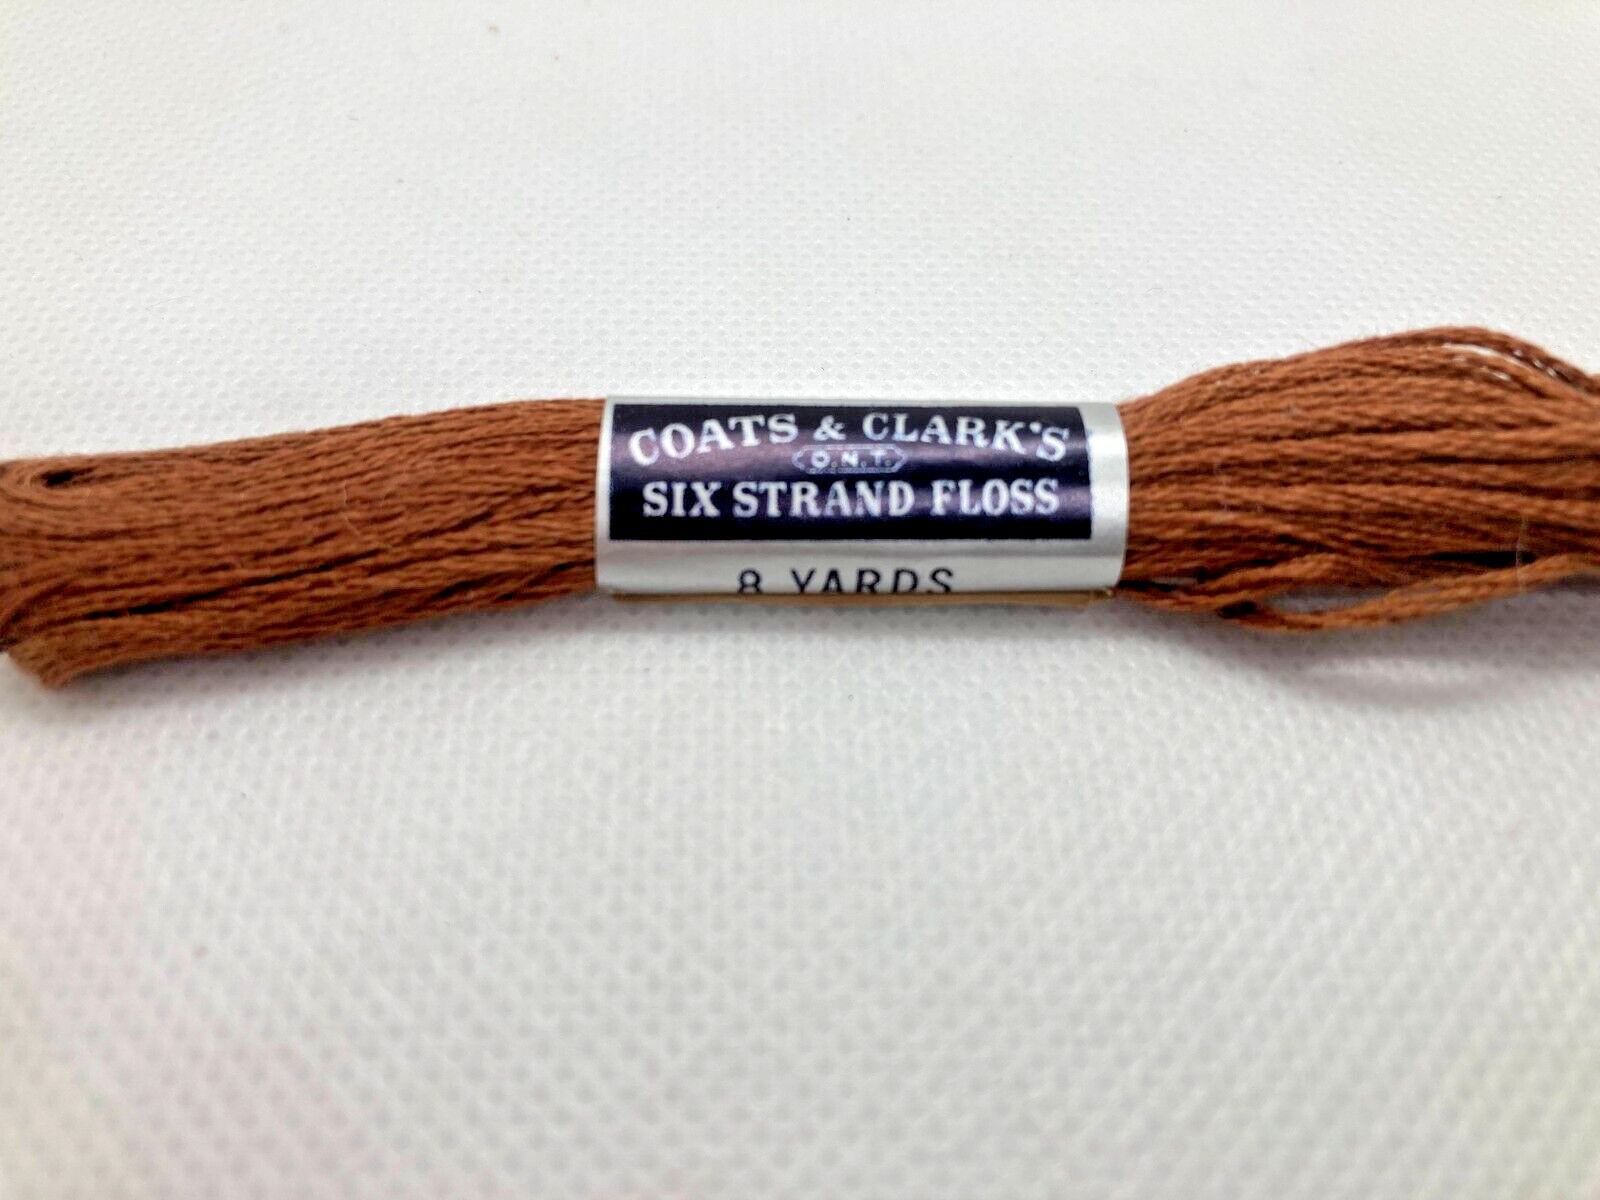 COATS & CLARK'S
O.N.T.
SIX STRAND FLOSS
8 YARDS